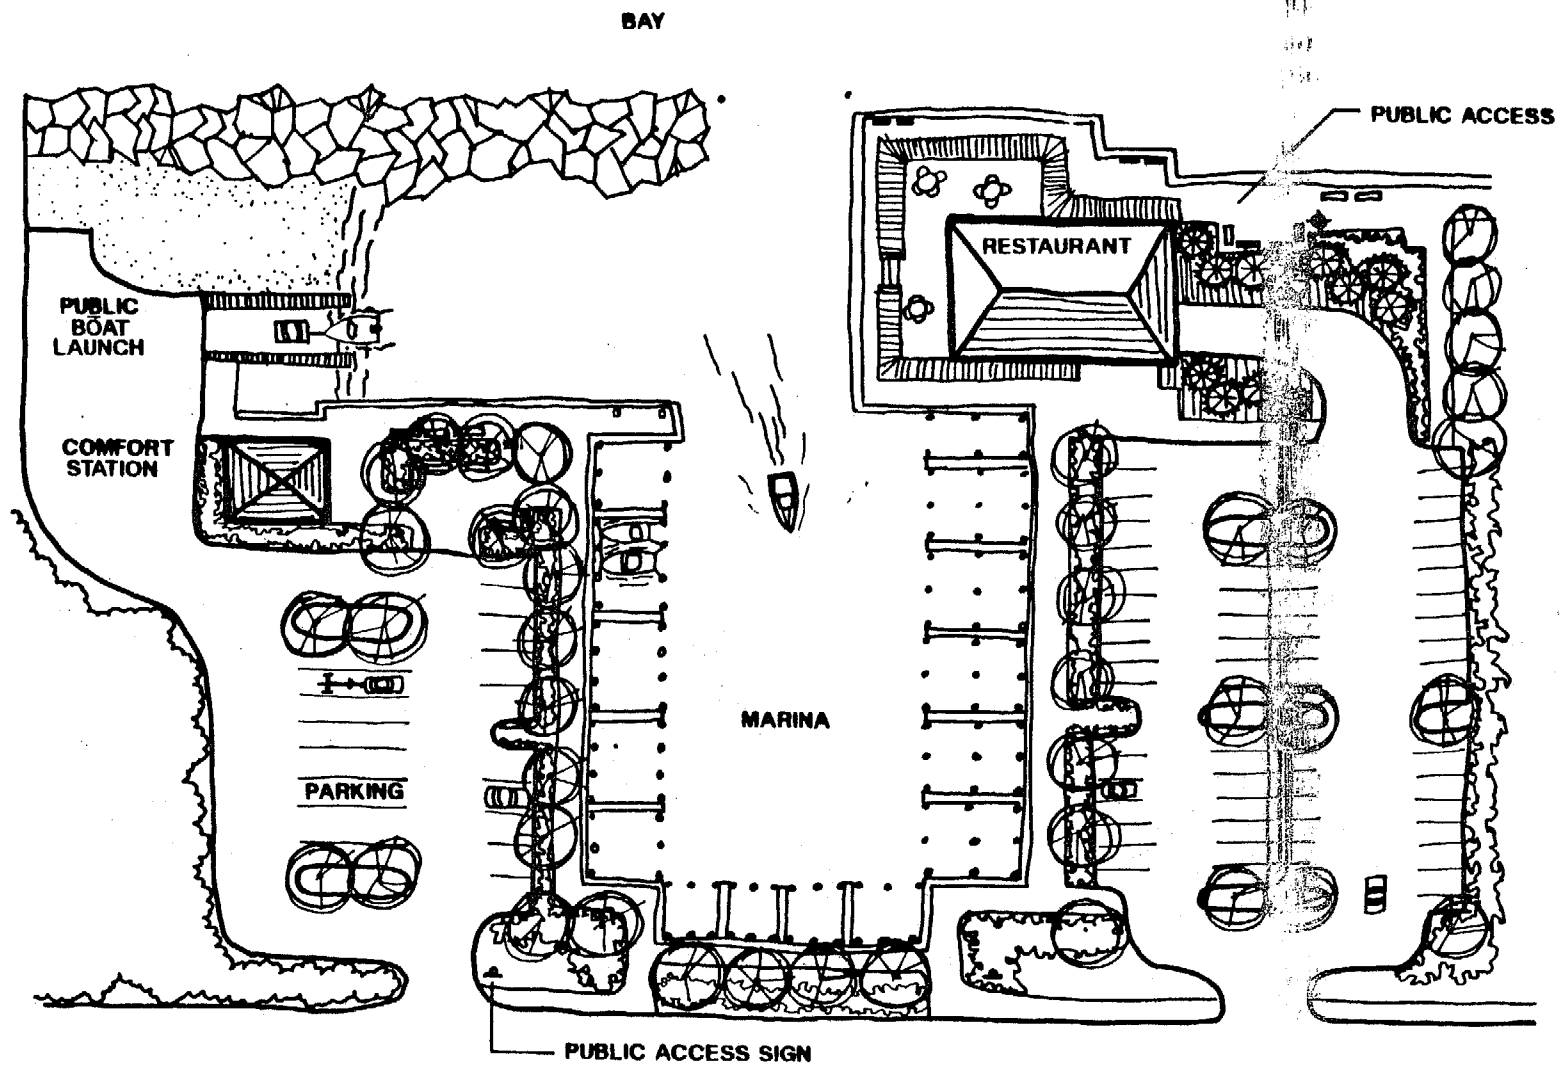 BAY
PUBLIC ACCESS
RESTAURANT
PUBLIC
BOAT
LAUNCH
COMFORT
STATION
MARINA
PARKING
PUBLIC ACCESS SIGN